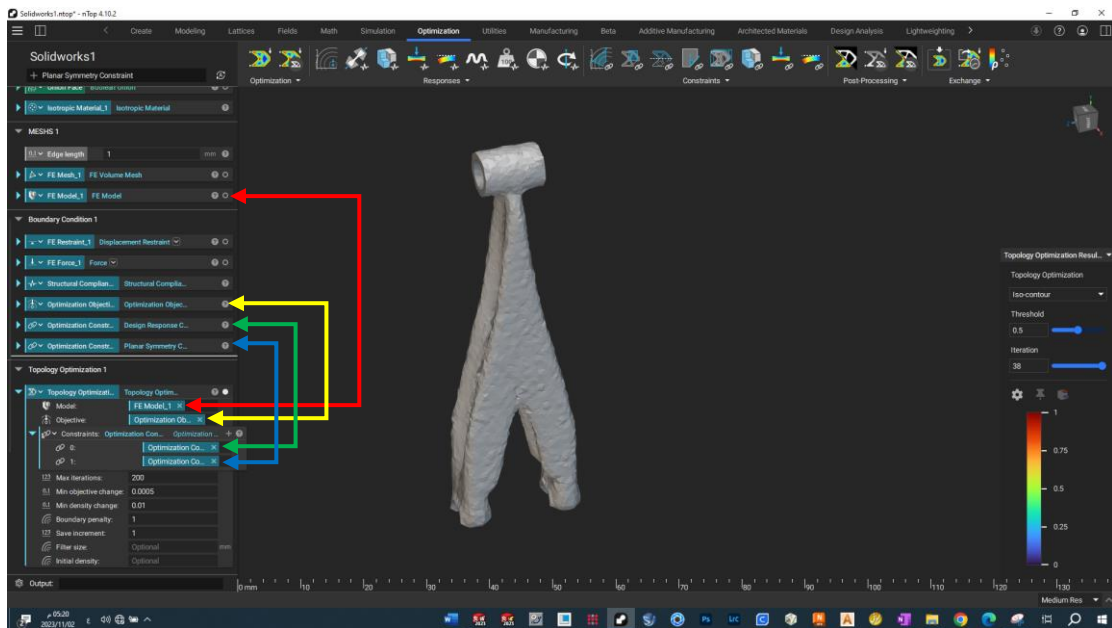 Solidworks1.ntop* - nTop 4.10.2
Create Modeling Lattices Fields Math Simulation Optimization Utilities Manufacturing Beta Additive Manufacturing Architected Materials Design Analysis Lightweighting
Solidworks1
+ Planar Symmetry Constraint
Optimization Responses Constraints Post-Processing Exchange
Union Face Boolean Union
Isotropic Material_1 Isotropic Material
MESHS 1
Edge length 1 mm
FE Mesh_1 FE Volume Mesh
FE Model_1 FE Model
Boundary Condition 1
FE Restraint_1 Displacement Restraint
FE Force_1 Force
Structural Complian... Structural Complia...
Optimization Objecti... Optimization Objec...
Optimization Constr... Design Response C...
Optimization Constr... Planar Symmetry C...
Topology Optimization 1
Topology Optimizati... Topology Optim...
Model: FE Model_1 ×
Objective: Optimization Ob... ×
Constraints: Optimization Con... Optimization ... +
0: Optimization Co... ×
1: Optimization Co... ×
Max iterations: 200
Min objective change: 0.0005
Min density change: 0.01
Boundary penalty: 1
Save increment: 1
Filter size: Optional mm
Initial density: Optional
Output:
Topology Optimization Resul...
Topology Optimization
Iso-contour
Threshold
0.5
Iteration
38
1
0.75
0.5
0.25
0
0 mm 10 20 30 40 50 60 70 80 90 100 110 120 130
Medium Res
05:20 م
2023/11/02